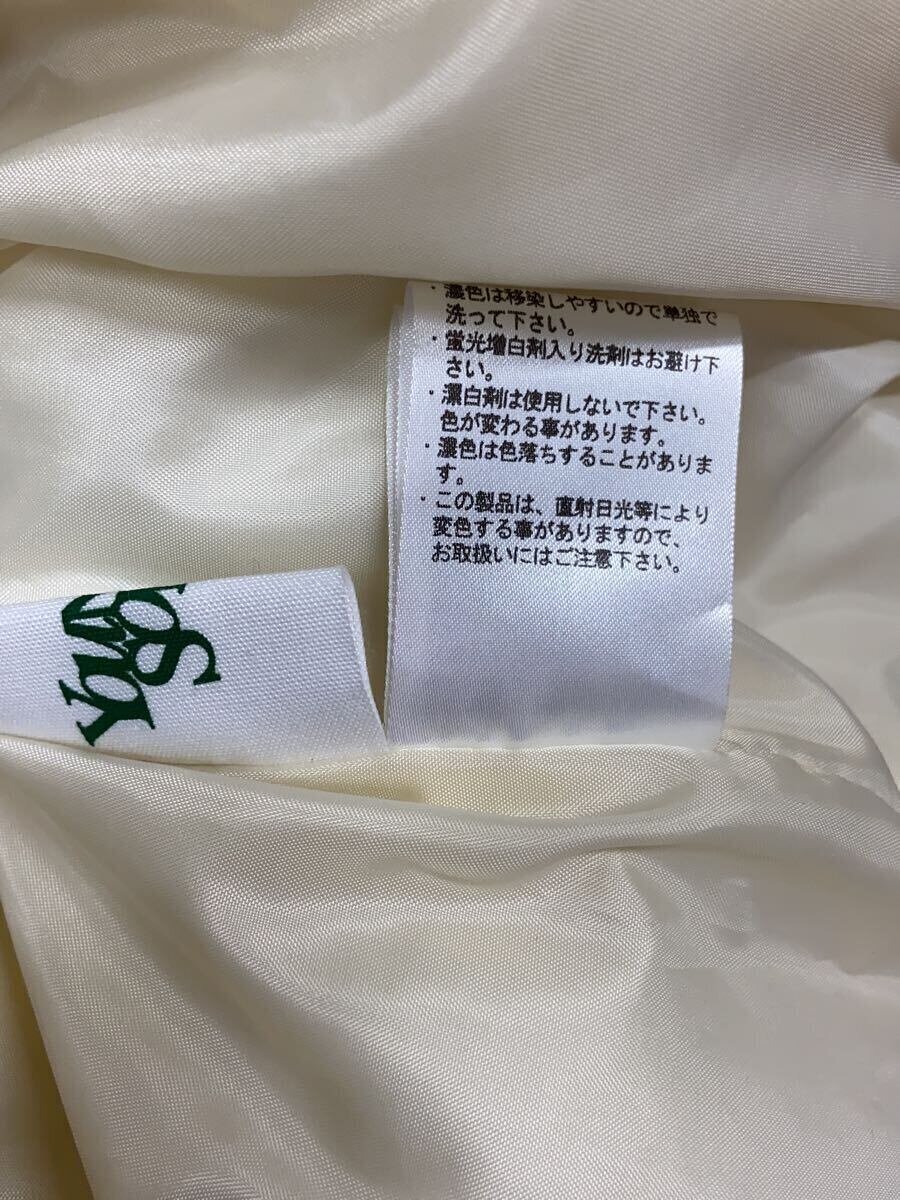 ・濃色は移染しやすいので単独で
洗って下さい。
・蛍光増白剤入り洗剤はお避け下
さい。
・漂白剤は使用しないで下さい。
色が変わる事があります。
・濃色は色落ちすることがありま
す。
・この製品は、直射日光等により
変色する事がありますので、
お取扱いにはご注意下さい。